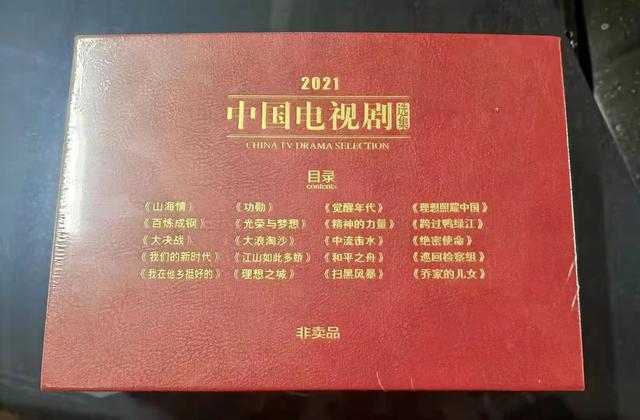 2021
中国电视剧选集
CHINA TV DRAMA SELECTION
目录
contents
《山海情》 《功勋》 《觉醒年代》 《理想照耀中国》
《百炼成钢》 《光荣与梦想》 《精神的力量》 《跨过鸭绿江》
《大决战》 《大浪淘沙》 《中流击水》 《绝密使命》
《我们的新时代》 《江山如此多娇》 《和平之舟》 《巡回检察组》
《我在他乡挺好的》 《理想之城》 《扫黑风暴》 《乔家的儿女》
非卖品